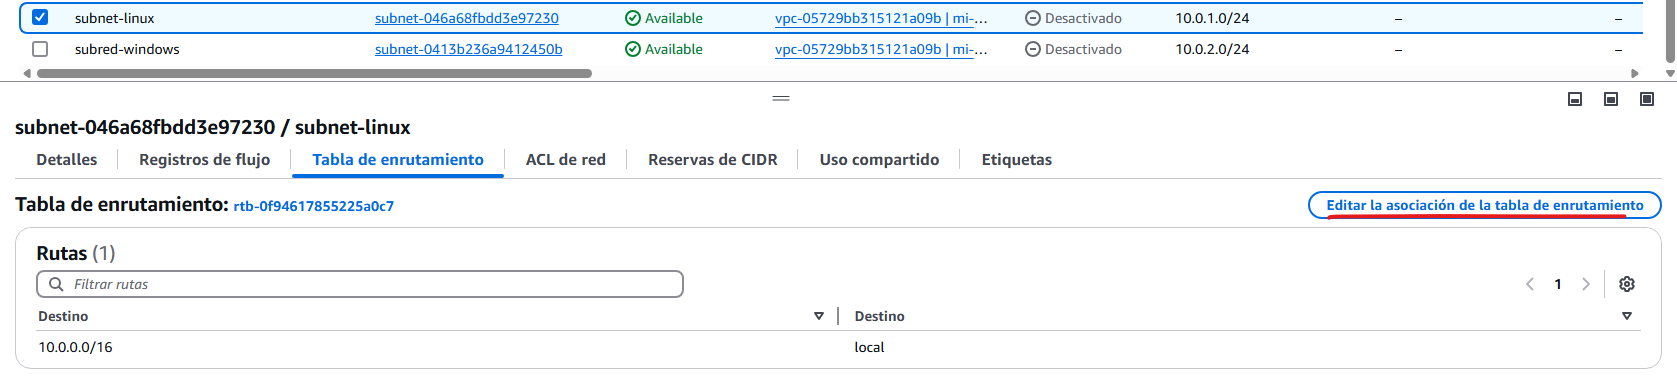 subnet-linux subnet-046a68fbdd3e97230 Available vpc-05729bb315121a09b | mi-… Desactivado 10.0.1.0/24 – –
subred-windows subnet-0413b236a9412450b Available vpc-05729bb315121a09b | mi-… Desactivado 10.0.2.0/24 – –
subnet-046a68fbdd3e97230 / subnet-linux
Detalles Registros de flujo Tabla de enrutamiento ACL de red Reservas de CIDR Uso compartido Etiquetas
Tabla de enrutamiento: rtb-0f94617855225a0c7 Editar la asociación de la tabla de enrutamiento
Rutas (1)
Filtrar rutas 1
Destino Destino
10.0.0.0/16 local